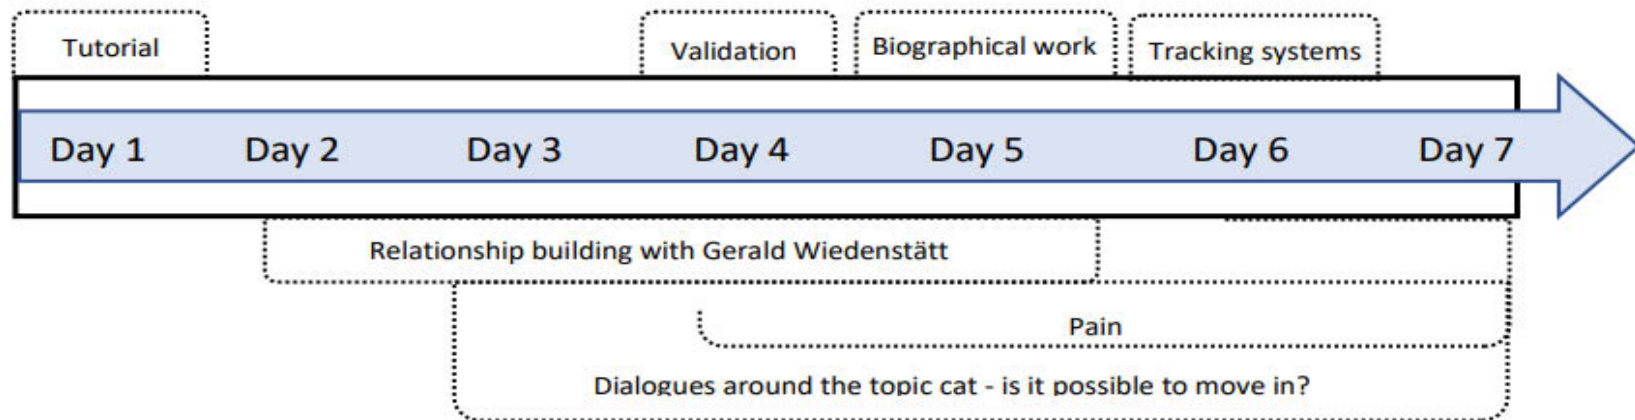 Tutorial
Validation
Biographical work
Tracking systems
Day 1
Day 2
Day 3
Day 4
Day 5
Day 6
Day 7
Relationship building with Gerald Wiedenstätt
Pain
Dialogues around the topic cat - is it possible to move in?